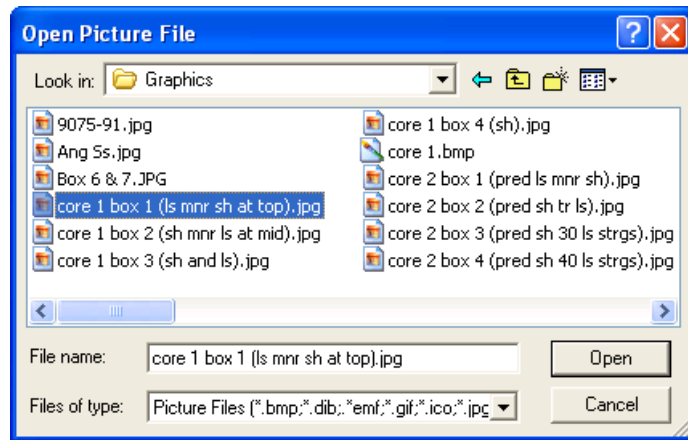 Open Picture File
Look in: Graphics
9075-91.jpg
Ang Ss.jpg
Box 6 & 7.JPG
core 1 box 1 (ls mnr sh at top).jpg
core 1 box 2 (sh mnr ls at mid).jpg
core 1 box 3 (sh and ls).jpg
core 1 box 4 (sh).jpg
core 1.bmp
core 2 box 1 (pred ls mnr sh).jpg
core 2 box 2 (pred sh tr ls).jpg
core 2 box 3 (pred sh 30 ls strgs).jpg
core 2 box 4 (pred sh 40 ls strgs).jpg
File name: core 1 box 1 (ls mnr sh at top).jpg
Open
Files of type: Picture Files (*.bmp;*.dib;.*emf;*.gif;*.ico;*.jpg
Cancel